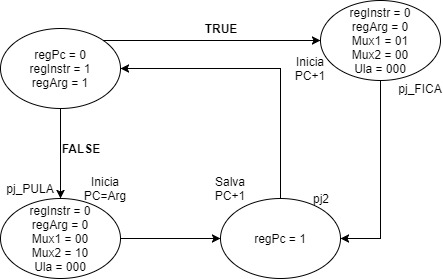 TRUE
regInstr = 0
regArg = 0
Mux1 = 01
Mux2 = 00
Ula = 000
regPc = 0
regInstr = 1
regArg = 1
Inicia
PC+1
pj_FICA
FALSE
pj_PULA
Inicia
PC=Arg
Salva
PC+1
pj2
regInstr = 0
regArg = 0
Mux1 = 00
Mux2 = 10
Ula = 000
regPc = 1